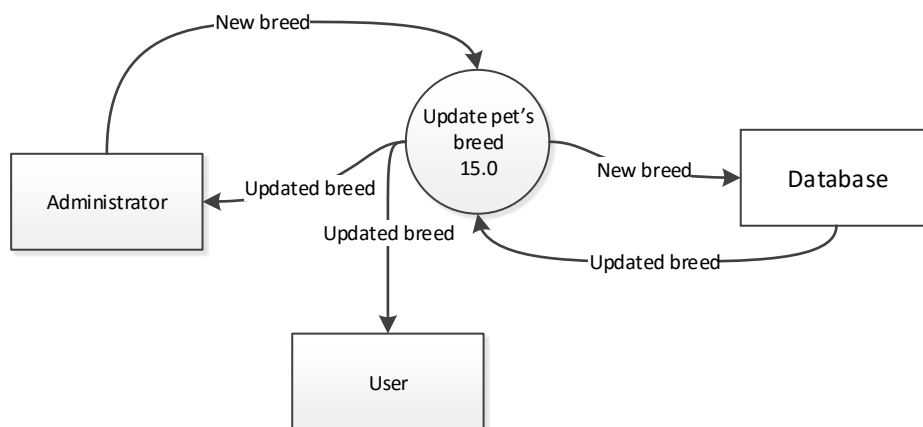 New breed
Update pet's
breed
15.0
Administrator
Updated breed
New breed
Database
Updated breed
Updated breed
User